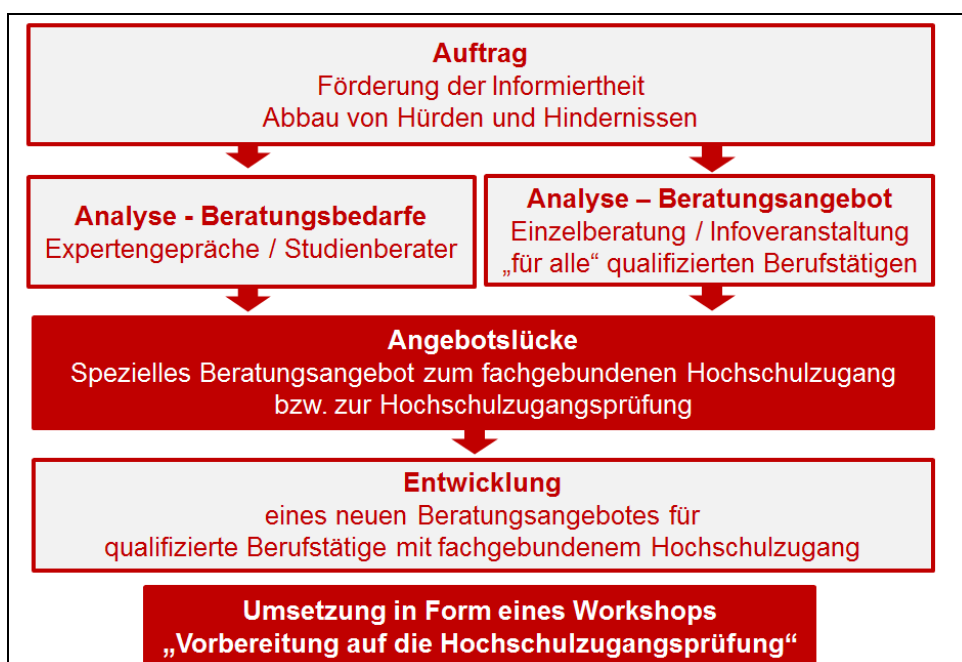 Auftrag
Förderung der Informiertheit
Abbau von Hürden und Hindernissen
Analyse - Beratungsbedarfe
Expertengepräche / Studienberater
Analyse – Beratungsangebot
Einzelberatung / Infoveranstaltung
„für alle“ qualifizierten Berufstätigen
Angebotslücke
Spezielles Beratungsangebot zum fachgebundenen Hochschulzugang
bzw. zur Hochschulzugangsprüfung
Entwicklung
eines neuen Beratungsangebotes für
qualifizierte Berufstätige mit fachgebundenem Hochschulzugang
Umsetzung in Form eines Workshops
„Vorbereitung auf die Hochschulzugangsprüfung“